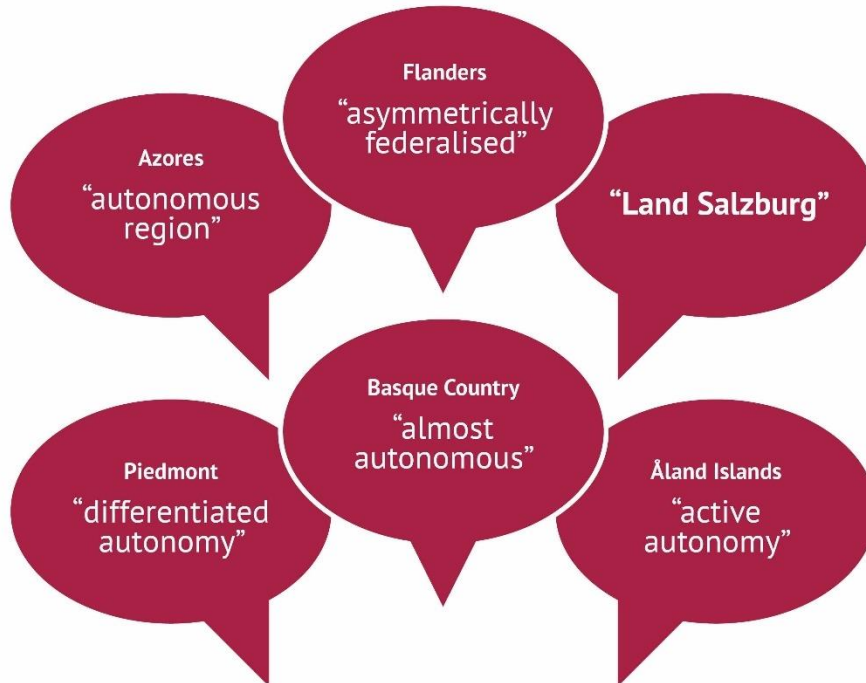 Flanders
“asymmetrically
federalised”
Azores
“autonomous
region”
“Land Salzburg”
Basque Country
“almost
autonomous”
Piedmont
“differentiated
autonomy”
Åland Islands
“active
autonomy”